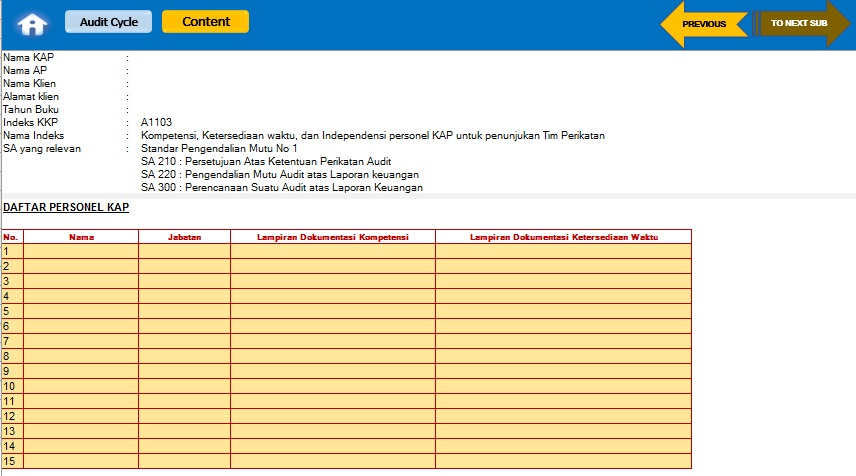 Audit Cycle Content PREVIOUS TO NEXT SUB
Nama KAP :
Nama AP :
Nama Klien :
Alamat klien :
Tahun Buku :
Indeks KKP : A1103
Nama Indeks : Kompetensi, Ketersediaan waktu, dan Independensi personel KAP untuk penunjukan Tim Perikatan
SA yang relevan : Standar Pengendalian Mutu No 1
SA 210 : Persetujuan Atas Ketentuan Perikatan Audit
SA 220 : Pengendalian Mutu Audit atas Laporan keuangan
SA 300 : Perencanaan Suatu Audit atas Laporan Keuangan
DAFTAR PERSONEL KAP
No. Nama Jabatan Lampiran Dokumentasi Kompetensi Lampiran Dokumentasi Ketersediaan Waktu
1
2
3
4
5
6
7
8
9
10
11
12
13
14
15